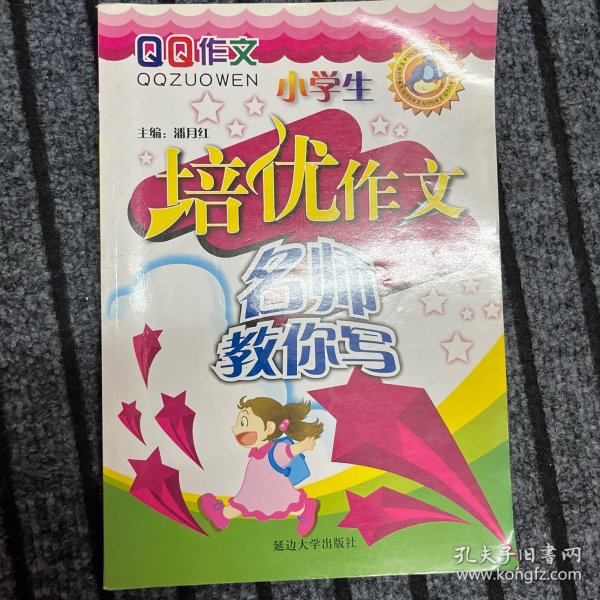 QQ作文
QQZUOWEN
小学生
主编：潘月红
培优作文
名师
教你写
延边大学出版社
孔夫子旧书网
www.kongfz.com